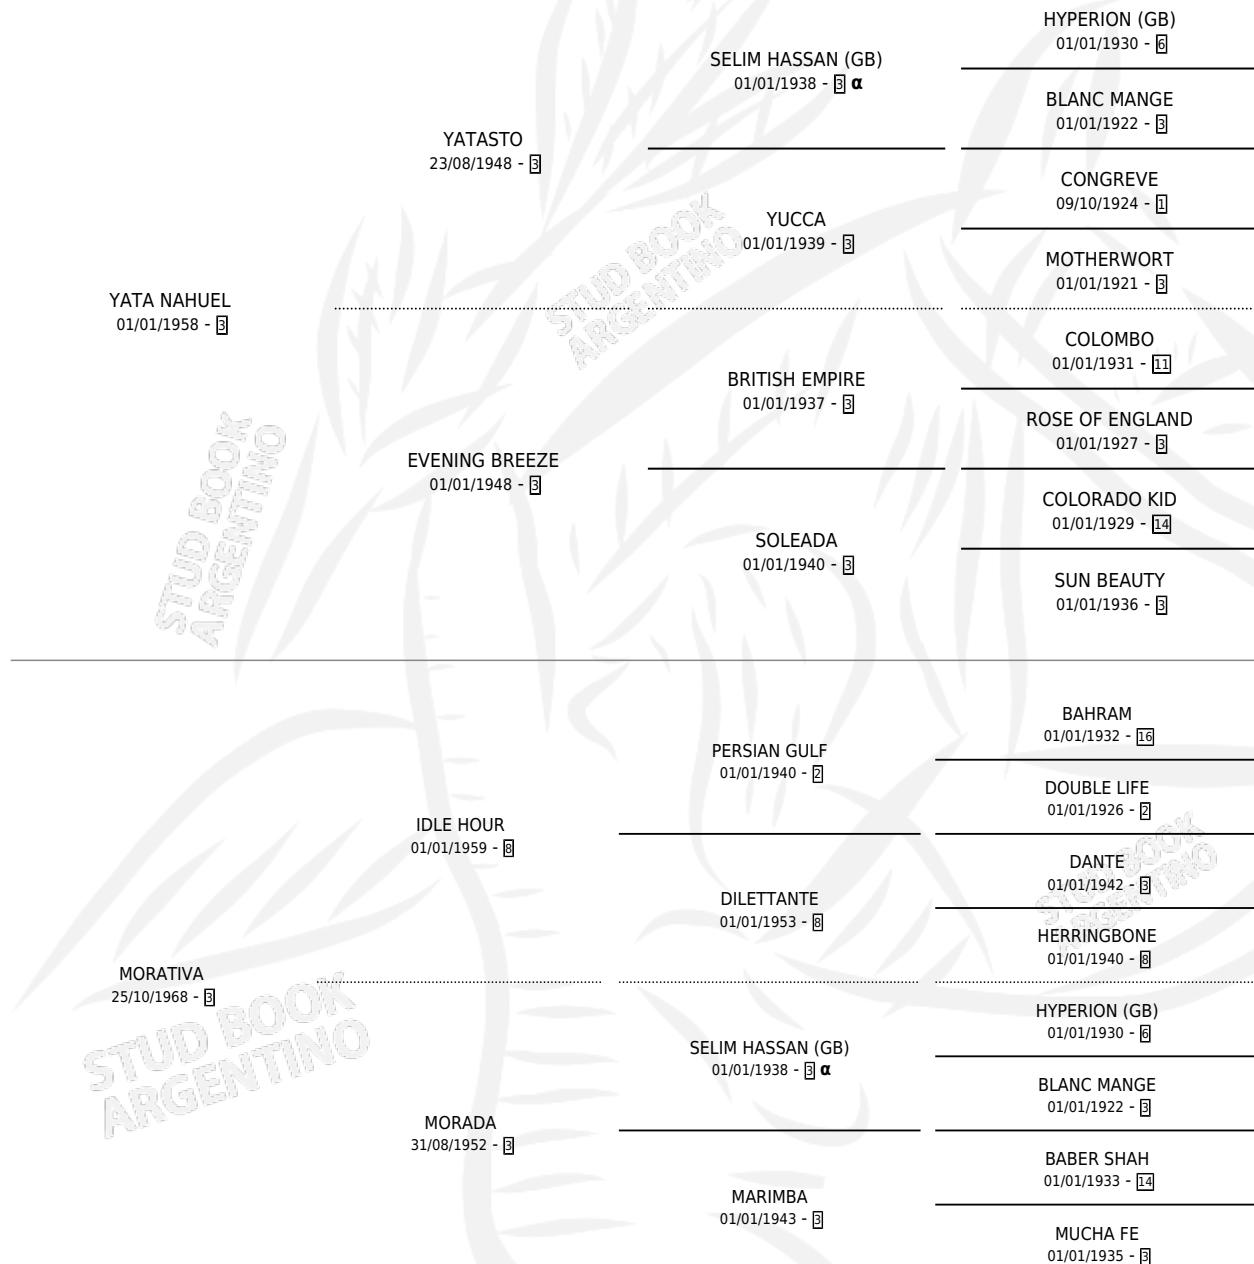 HYPERION (GB)
01/01/1930 - 6
SELIM HASSAN (GB)
01/01/1938 - 3 α
BLANC MANGE
01/01/1922 - 3
YATASTO
23/08/1948 - 3
CONGREVE
09/10/1924 - 1
YUCCA
01/01/1939 - 3
MOTHERWORT
01/01/1921 - 3
YATA NAHUEL
01/01/1958 - 3
COLOMBO
01/01/1931 - 11
BRITISH EMPIRE
01/01/1937 - 3
ROSE OF ENGLAND
01/01/1927 - 3
EVENING BREEZE
01/01/1948 - 3
COLORADO KID
01/01/1929 - 14
SOLEADA
01/01/1940 - 3
SUN BEAUTY
01/01/1936 - 3
STUD BOOK
ARGENTINO
STUD BOOK
ARGENTINO
BAHRAM
01/01/1932 - 16
PERSIAN GULF
01/01/1940 - 2
DOUBLE LIFE
01/01/1926 - 2
IDLE HOUR
01/01/1959 - 8
DANTE
01/01/1942 - 3
DILETTANTE
01/01/1953 - 8
HERRINGBONE
01/01/1940 - 8
MORATIVA
25/10/1968 - 3
HYPERION (GB)
01/01/1930 - 6
SELIM HASSAN (GB)
01/01/1938 - 3 α
BLANC MANGE
01/01/1922 - 3
MORADA
31/08/1952 - 3
BABER SHAH
01/01/1933 - 14
MARIMBA
01/01/1943 - 3
MUCHA FE
01/01/1935 - 3
STUD BOOK
ARGENTINO
STUD BOOK
ARGENTINO